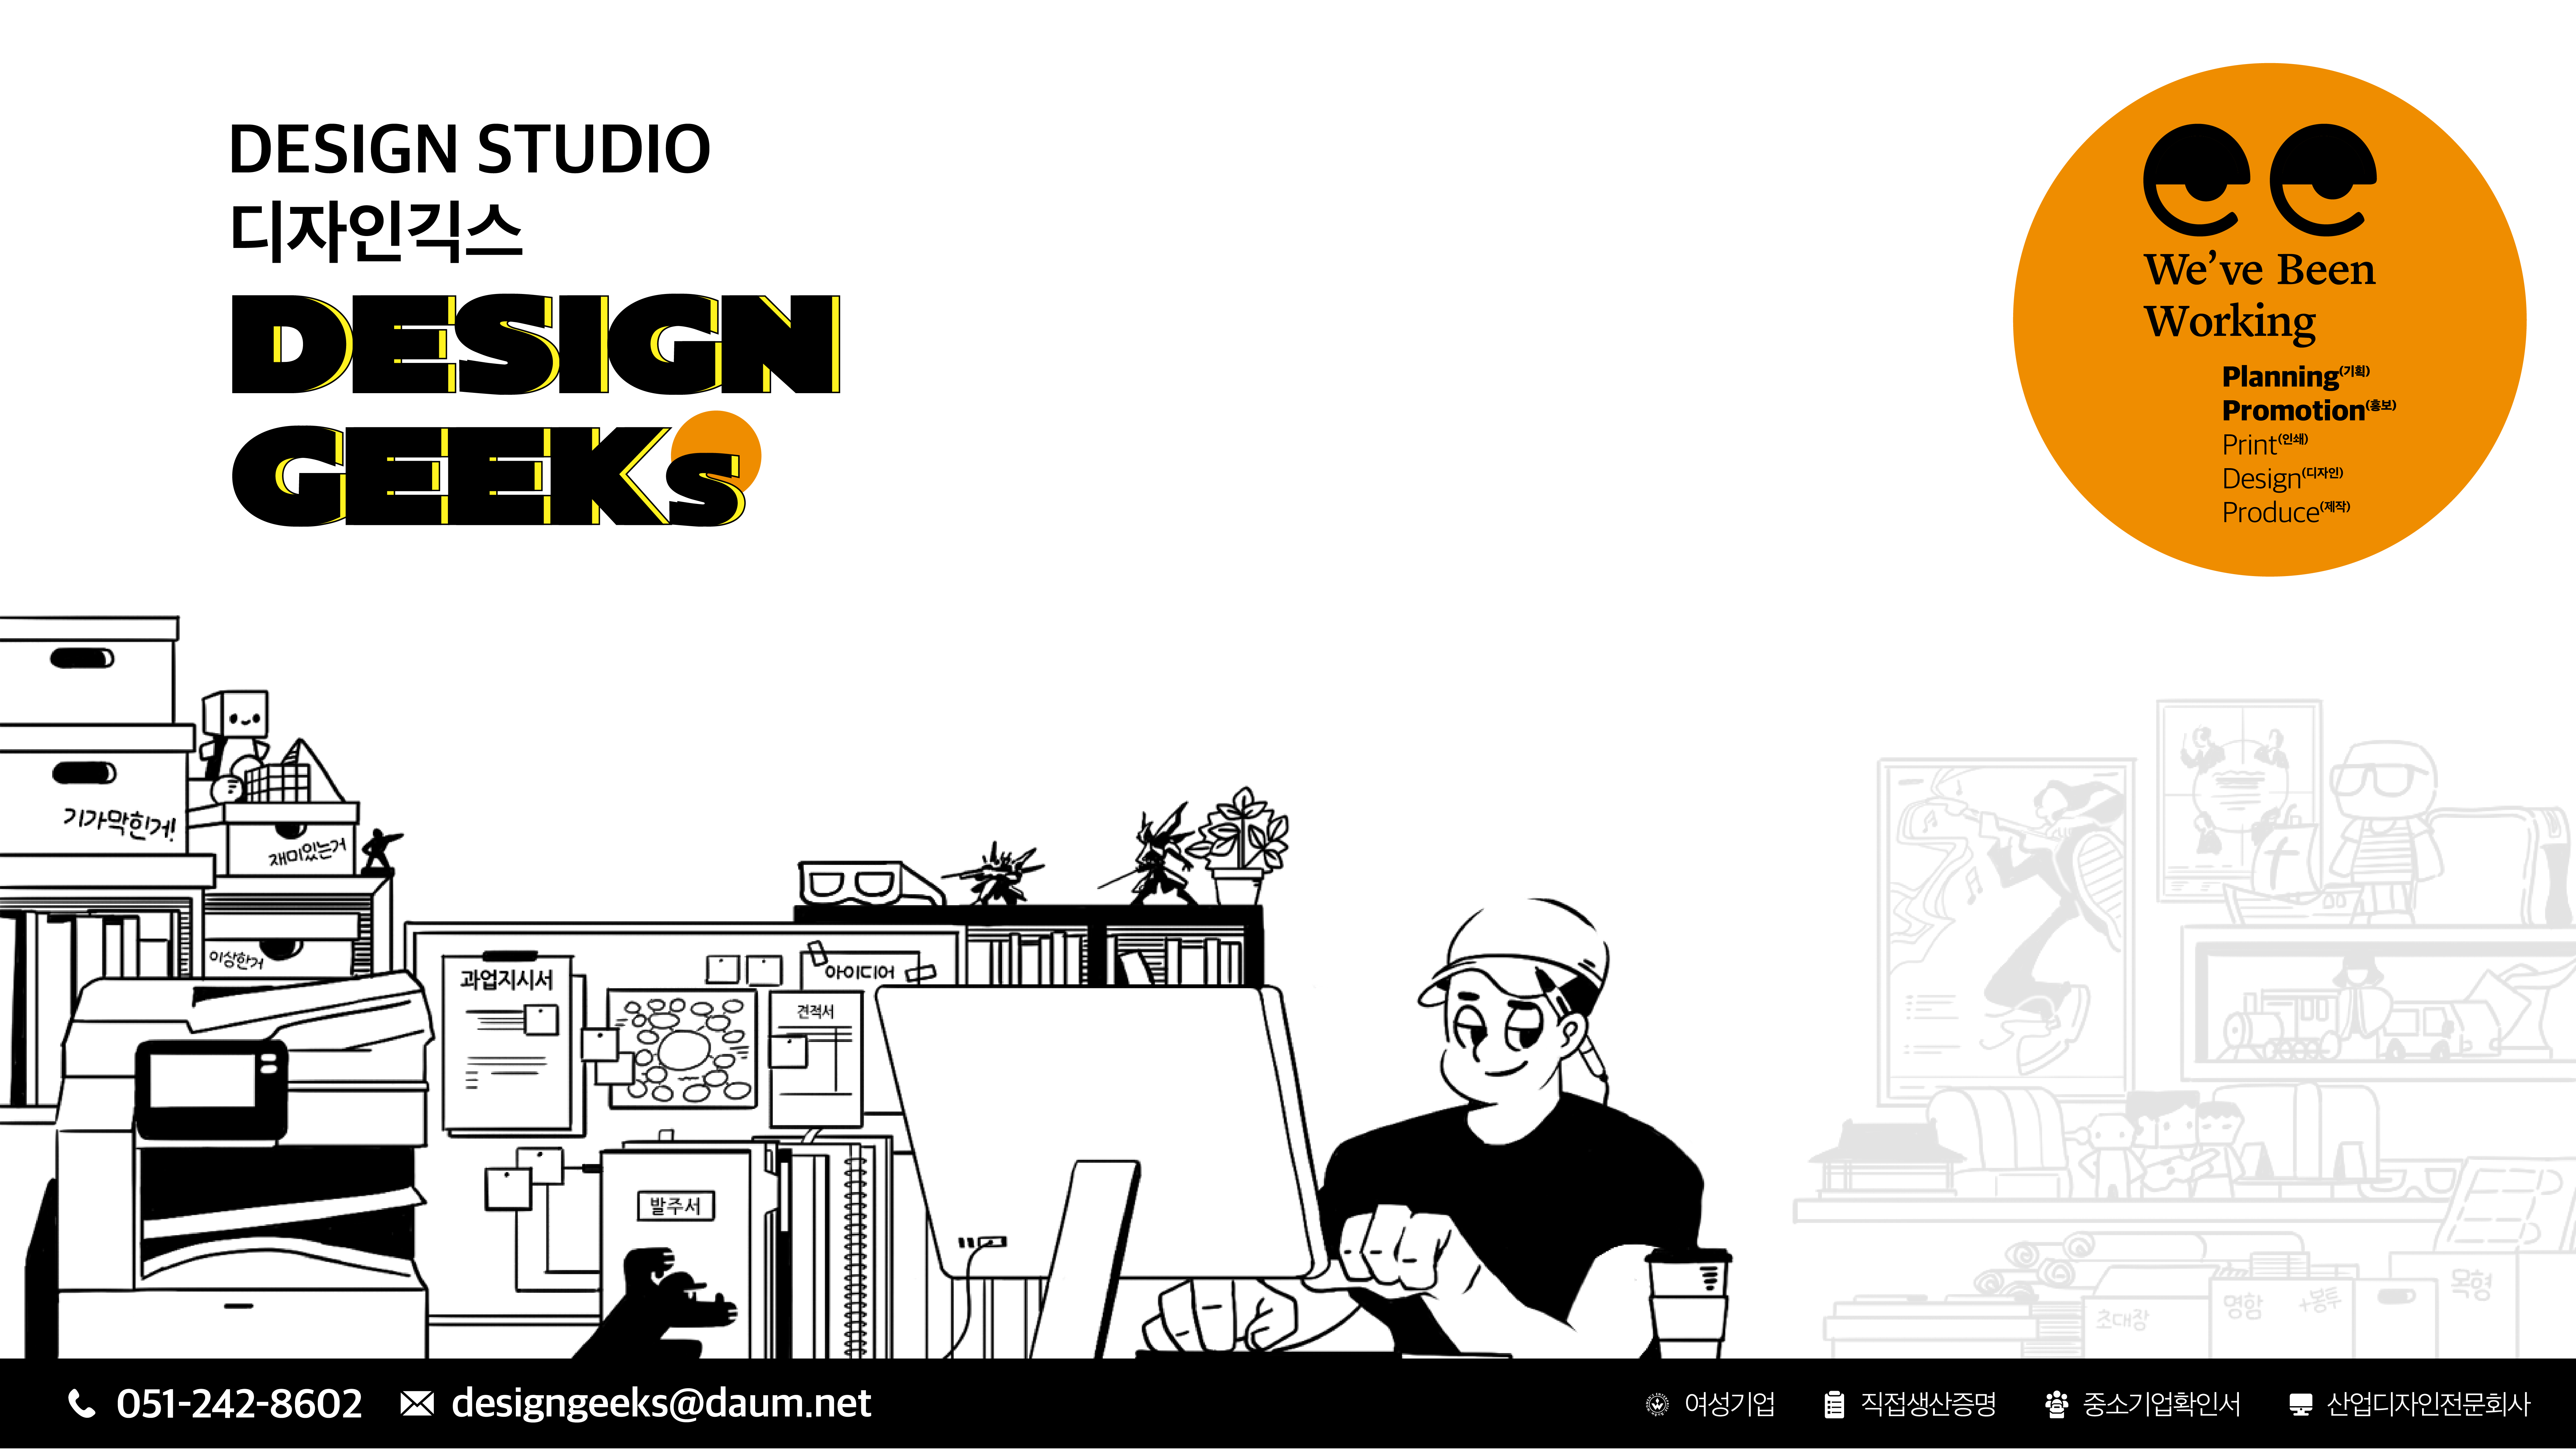 DESIGN STUDIO
디자인긱스
DESIGN
GEEKs
We've Been
Working
Planning(기획)
Promotion(홍보)
Print(인쇄)
Design(디자인)
Produce(제작)
기가막힌거!
재미있는거
이상한거
과업지시서
아이디어
견적서
발주서
초대장
명함
+봉투
목형
051-242-8602
designgeeks@daum.net
여성기업
직접생산증명
중소기업확인서
산업디자인전문회사